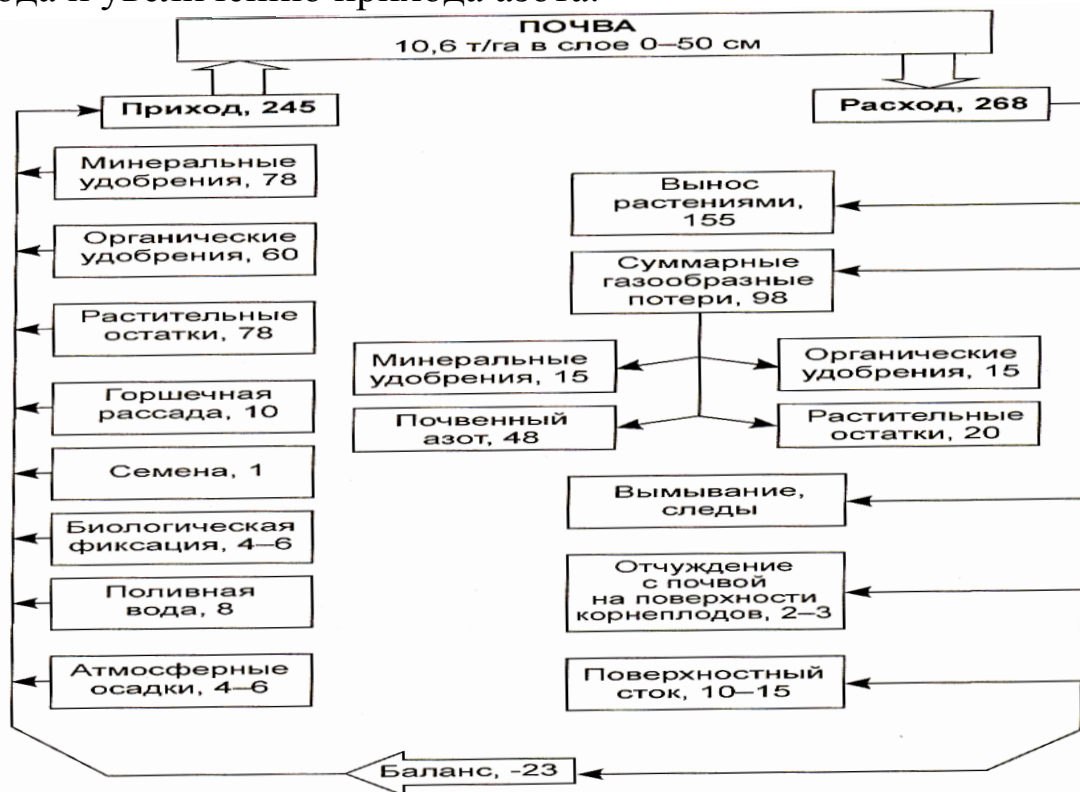 ПОЧВА
10,6 т/га в слое 0–50 см
Приход, 245
Расход, 268
Минеральные
удобрения, 78
Органические
удобрения, 60
Растительные
остатки, 78
Горшечная
рассада, 10
Семена, 1
Биологическая
фиксация, 4–6
Поливная
вода, 8
Атмосферные
осадки, 4–6
Вынос
растениями,
155
Суммарные
газообразные
потери, 98
Минеральные
удобрения, 15
Органические
удобрения, 15
Почвенный
азот, 48
Растительные
остатки, 20
Вымывание,
следы
Отчуждение
с почвой
на поверхности
корнеплодов, 2–3
Поверхностный
сток, 10–15
Баланс, -23